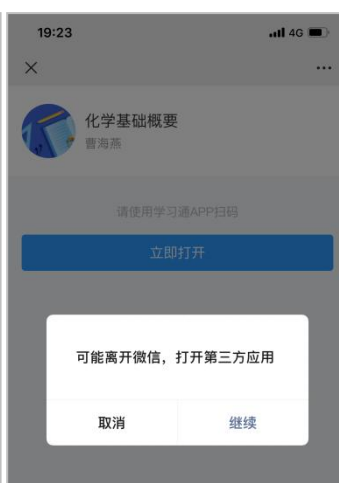 19:23
4G
化学基础概要
曹海燕
请使用学习通APP扫码
立即打开
可能离开微信，打开第三方应用
取消
继续